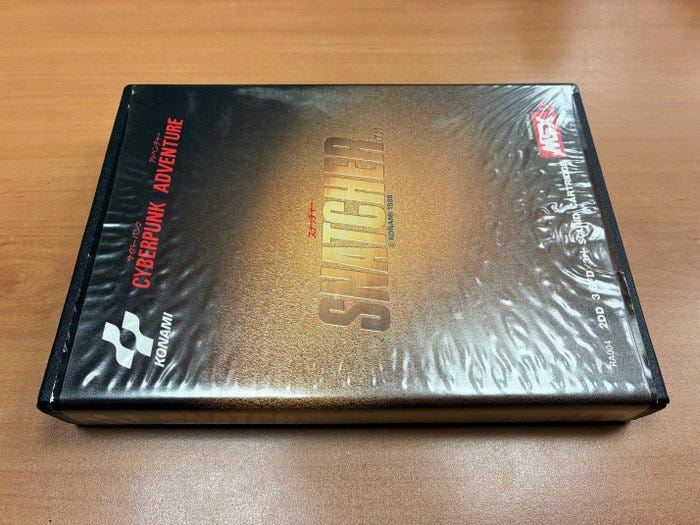 サイバーパンク アドベンチャー
CYBERPUNK ADVENTURE
KONAMI
スナッチャー
SNATCHER
© KONAMI 1988
MSX
RA004
2DD 3
SOUND CARTRIDGE